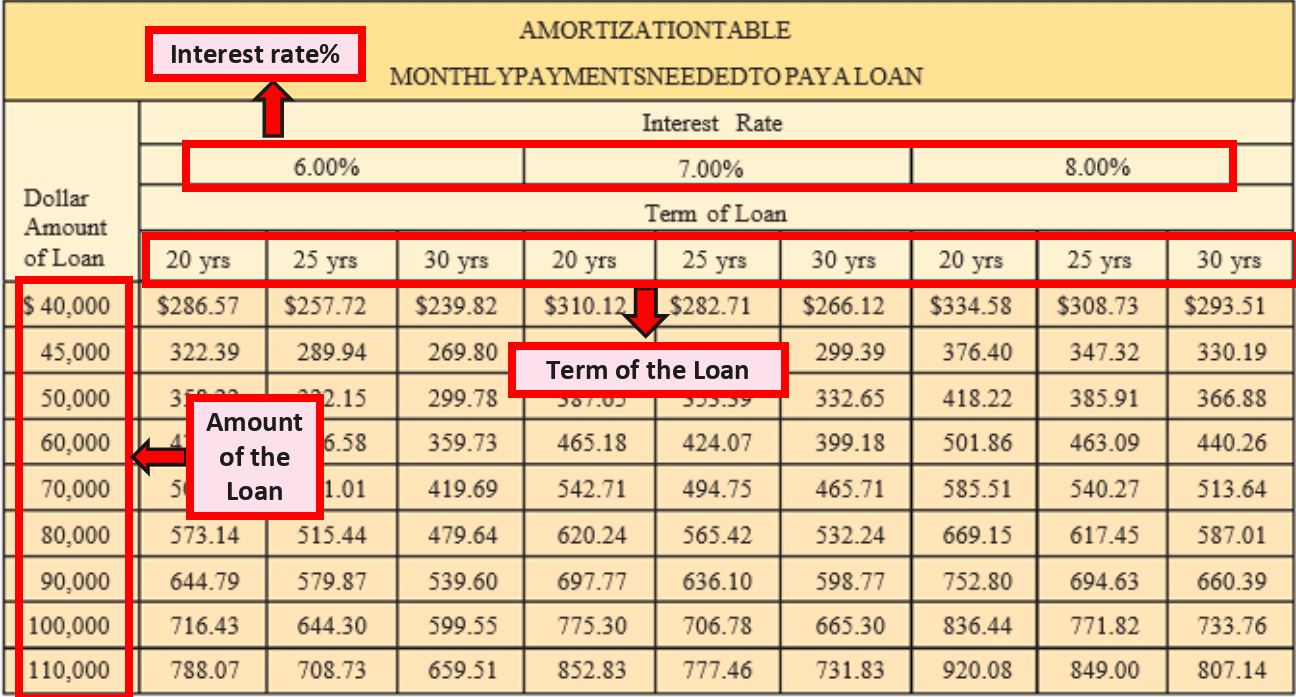 AMORTIZATIONTABLE
Interest rate%
MONTHLYPAYMENTSNEEDEDTO PAYA LOAN
Interest Rate
6.00% 7.00% 8.00%
Dollar
Amount
of Loan
Term of Loan
20 yrs 25 yrs 30 yrs 20 yrs 25 yrs 30 yrs 20 yrs 25 yrs 30 yrs
$ 40,000 $286.57 $257.72 $239.82 $310.12 $282.71 $266.12 $334.58 $308.73 $293.51
45,000 322.39 289.94 269.80 299.39 376.40 347.32 330.19
Term of the Loan
50,000 299.78 332.65 418.22 385.91 366.88
Amount
of the
Loan
60,000 359.73 465.18 424.07 399.18 501.86 463.09 440.26
70,000 419.69 542.71 494.75 465.71 585.51 540.27 513.64
80,000 573.14 515.44 479.64 620.24 565.42 532.24 669.15 617.45 587.01
90,000 644.79 579.87 539.60 697.77 636.10 598.77 752.80 694.63 660.39
100,000 716.43 644.30 599.55 775.30 706.78 665.30 836.44 771.82 733.76
110,000 788.07 708.73 659.51 852.83 777.46 731.83 920.08 849.00 807.14